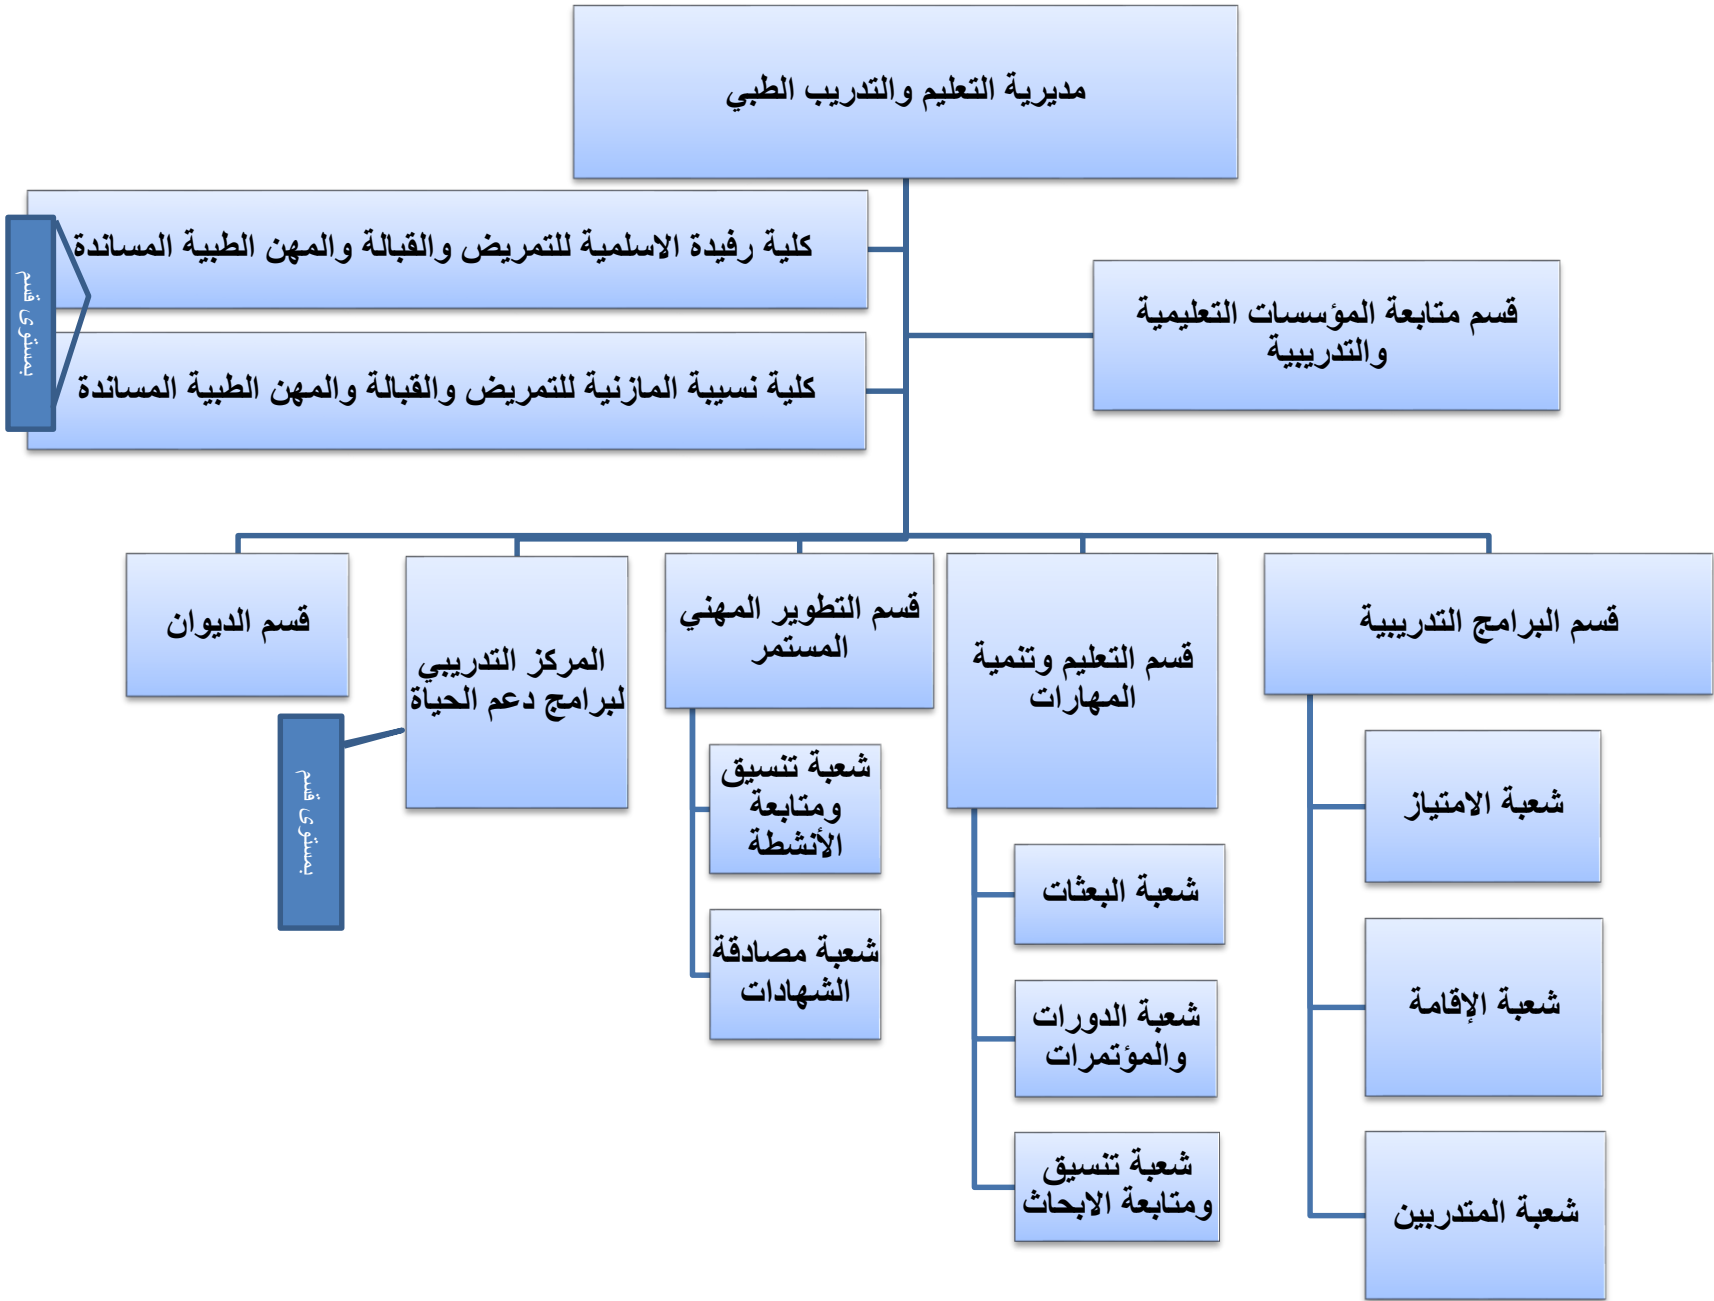 مديرية التعليم والتدريب الطبي
كلية رفيدة الاسلمية للتمريض والقبالة والمهن الطبية المساندة
بمستوى قسم
قسم متابعة المؤسسات التعليمية
والتدريبية
كلية نسيبة المازنية للتمريض والقبالة والمهن الطبية المساندة
قسم البرامج التدريبية
شعبة الامتياز
شعبة الإقامة
شعبة المتدربين
قسم التعليم وتنمية
المهارات
شعبة البعثات
شعبة الدورات
والمؤتمرات
شعبة تنسيق
ومتابعة الابحاث
قسم التطوير المهني
المستمر
شعبة تنسيق
ومتابعة
الأنشطة
شعبة مصادقة
الشهادات
المركز التدريبي
لبرامج دعم الحياة
بمستوى قسم
قسم الديوان